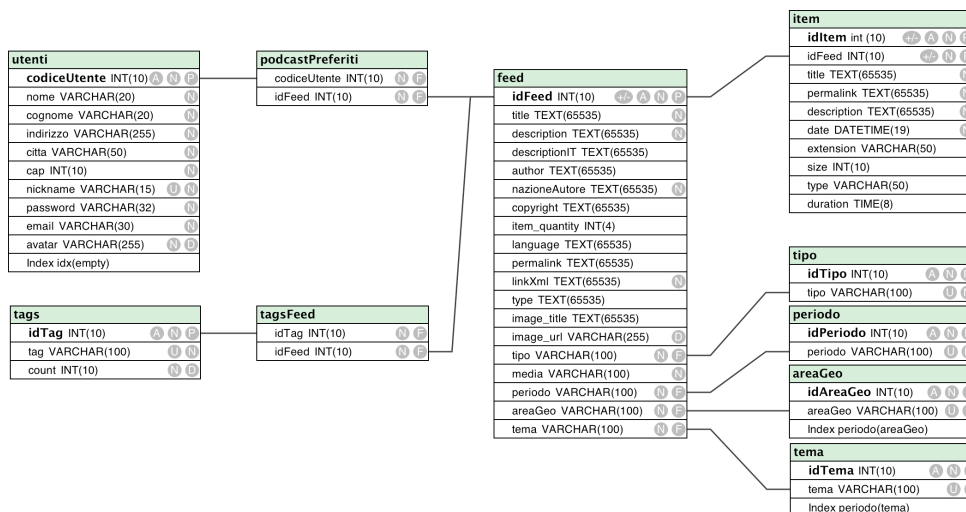 utenti
codiceUtente INT(10) A N P
nome VARCHAR(20) N
cognome VARCHAR(20) N
indirizzo VARCHAR(255) N
citta VARCHAR(50) N
cap INT(10) N
nickname VARCHAR(15) U N
password VARCHAR(32) N
email VARCHAR(30) N
avatar VARCHAR(255) N D
Index idx(empty)
tags
idTag INT(10) A N P
tag VARCHAR(100) U N
count INT(10) N D
podcastPreferiti
codiceUtente INT(10) N F
idFeed INT(10) N F
tagsFeed
idTag INT(10) N F
idFeed INT(10) N F
feed
idFeed INT(10) +/- A N P
title TEXT(65535) N
description TEXT(65535) N
descriptionIT TEXT(65535)
author TEXT(65535)
nazioneAutore TEXT(65535) N
copyright TEXT(65535)
item_quantity INT(4)
language TEXT(65535)
permalink TEXT(65535)
linkXml TEXT(65535) N
type TEXT(65535)
image_title TEXT(65535)
image_url VARCHAR(255) D
tipo VARCHAR(100) N F
media VARCHAR(100) N
periodo VARCHAR(100) N F
areaGeo VARCHAR(100) N F
tema VARCHAR(100) N F
item
idItem int (10) +/- A N
idFeed INT(10) +/- N
title TEXT(65535)
permalink TEXT(65535)
description TEXT(65535)
date DATETIME(19)
extension VARCHAR(50)
size INT(10)
type VARCHAR(50)
duration TIME(8)
tipo
idTipo INT(10) A N
tipo VARCHAR(100) U
periodo
idPeriodo INT(10) A N
periodo VARCHAR(100) U
areaGeo
idAreaGeo INT(10) A N
areaGeo VARCHAR(100) U
Index periodo(areaGeo)
tema
idTema INT(10) A N
tema VARCHAR(100) U
Index periodo(tema)